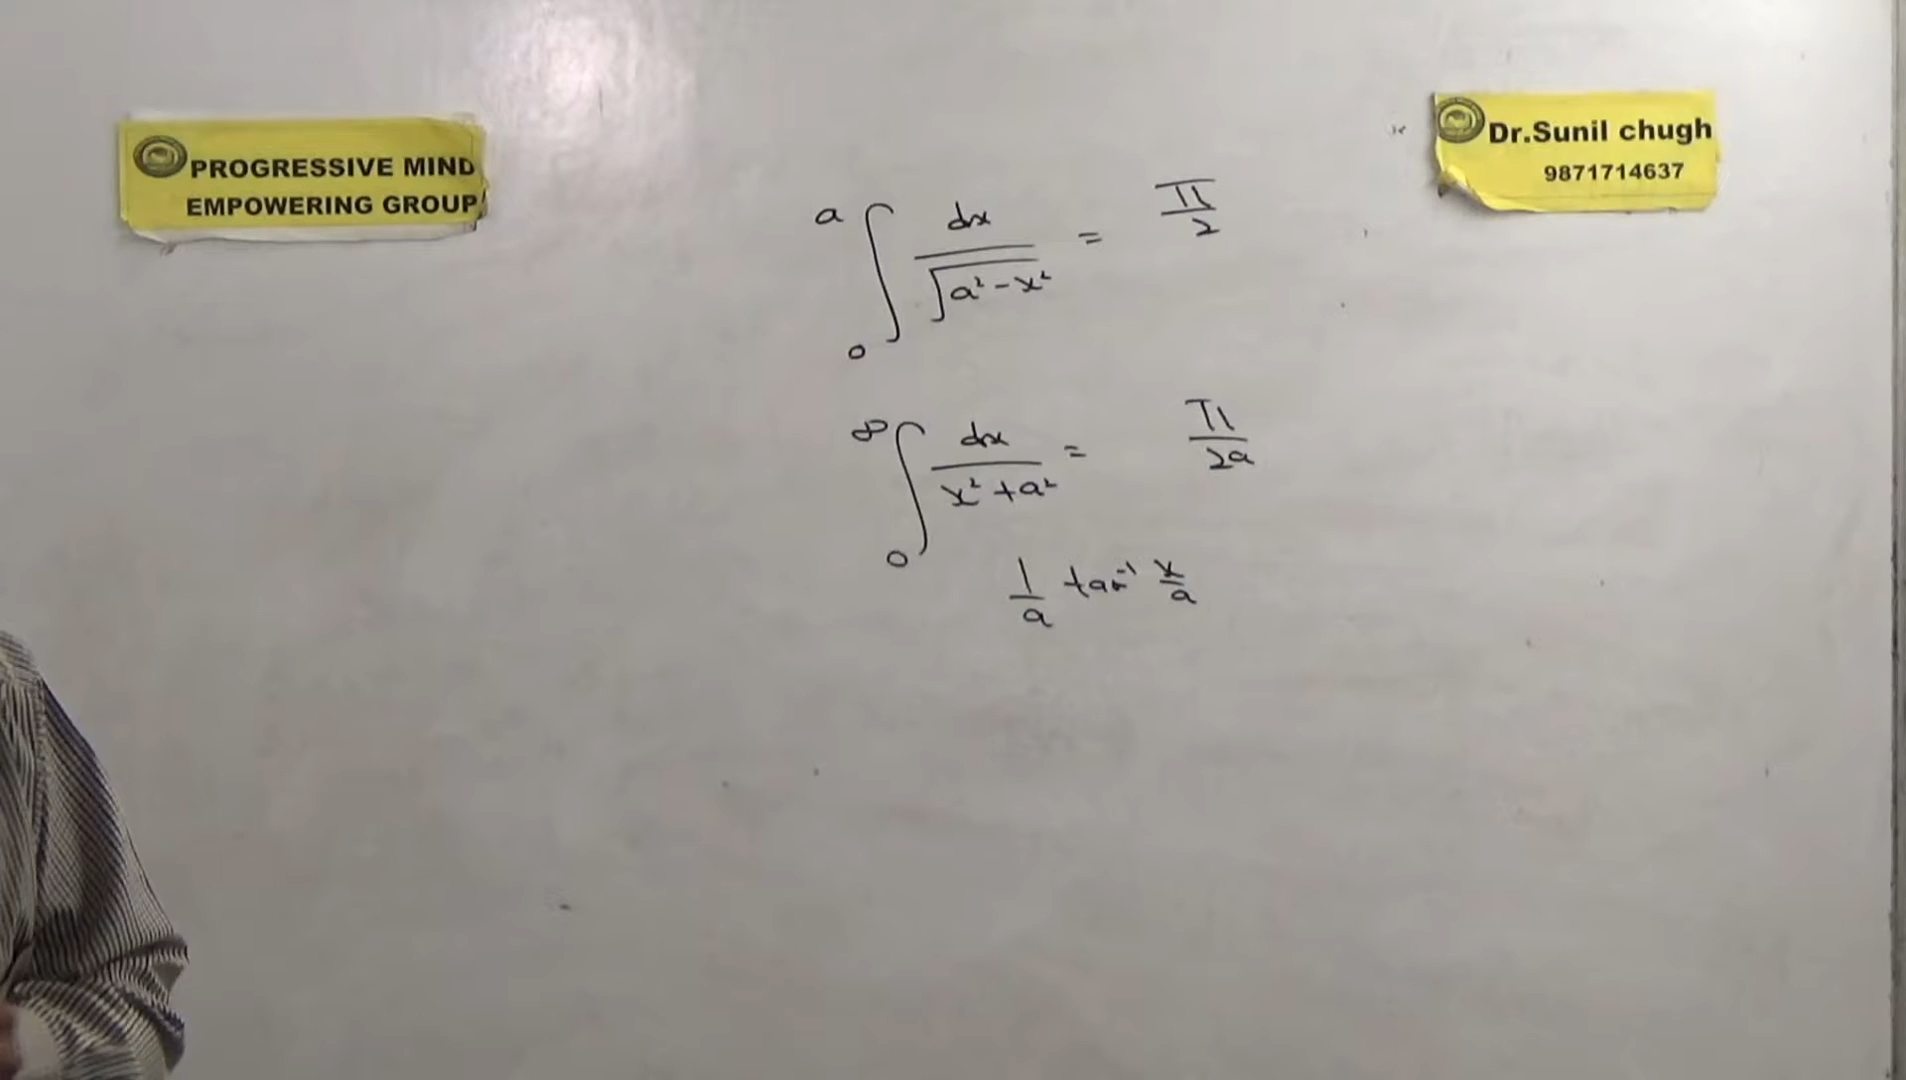 PROGRESSIVE MIND
EMPOWERING GROUP
Dr.Sunil chugh
9871714637
∫₀ᵃ dx/√(a²-x²) = π/2
∫₀^∞ dx/(x²+a²) = π/2a
1/a tan⁻¹ x/a